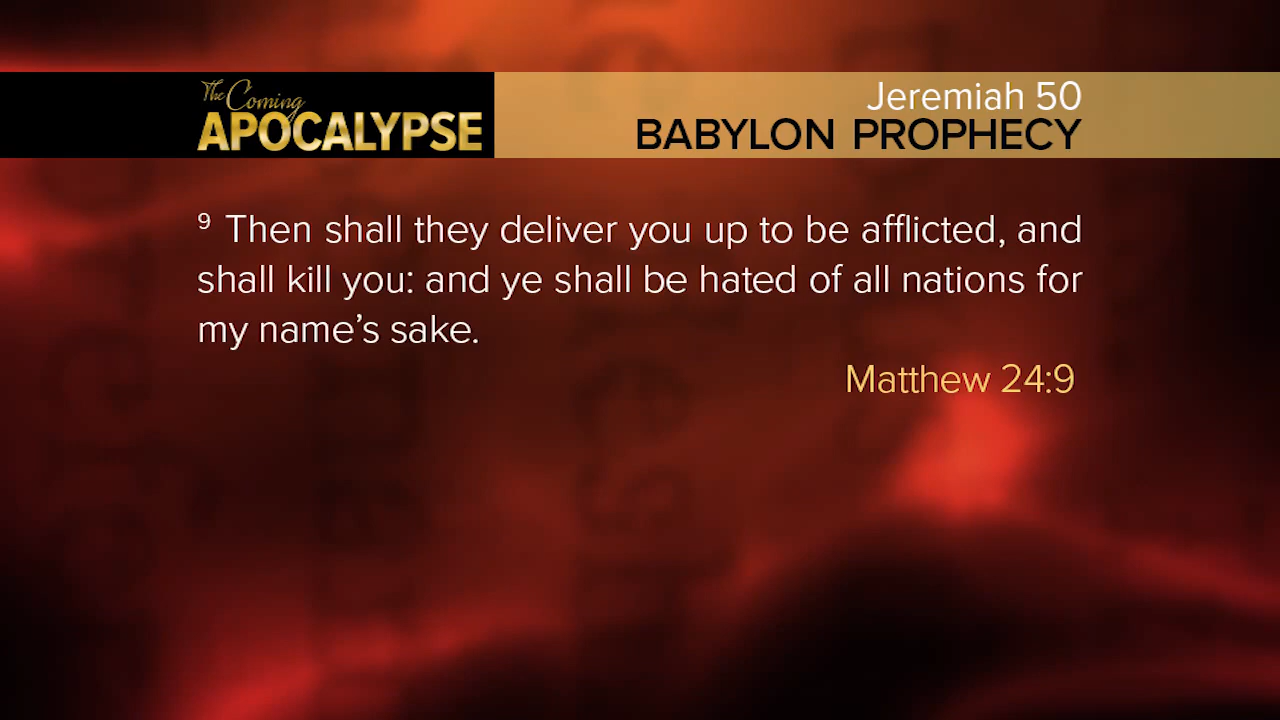 The Coming
APOCALYPSE
Jeremiah 50
BABYLON PROPHECY
9 Then shall they deliver you up to be afflicted, and
shall kill you: and ye shall be hated of all nations for
my name’s sake.
Matthew 24:9